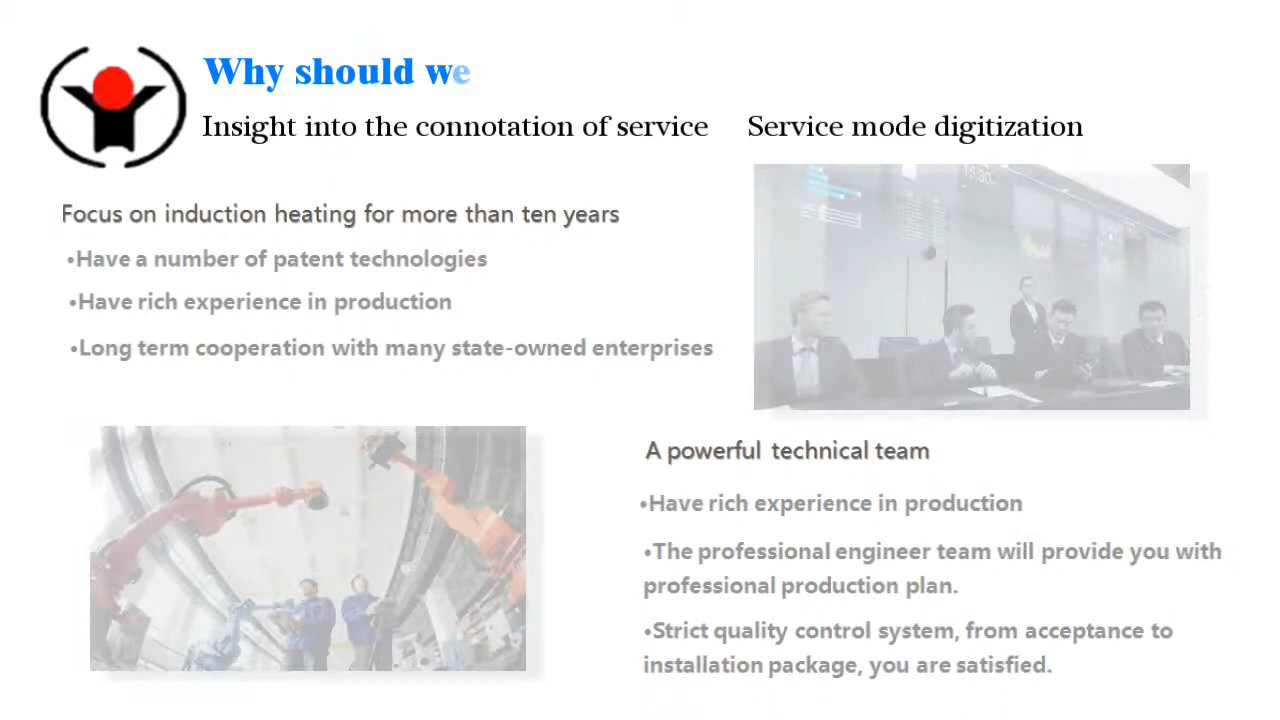 Why should we
Insight into the connotation of service Service mode digitization
Focus on induction heating for more than ten years
•Have a number of patent technologies
•Have rich experience in production
•Long term cooperation with many state-owned enterprises
15:30
A powerful technical team
•Have rich experience in production
•The professional engineer team will provide you with
professional production plan.
•Strict quality control system, from acceptance to
installation package, you are satisfied.